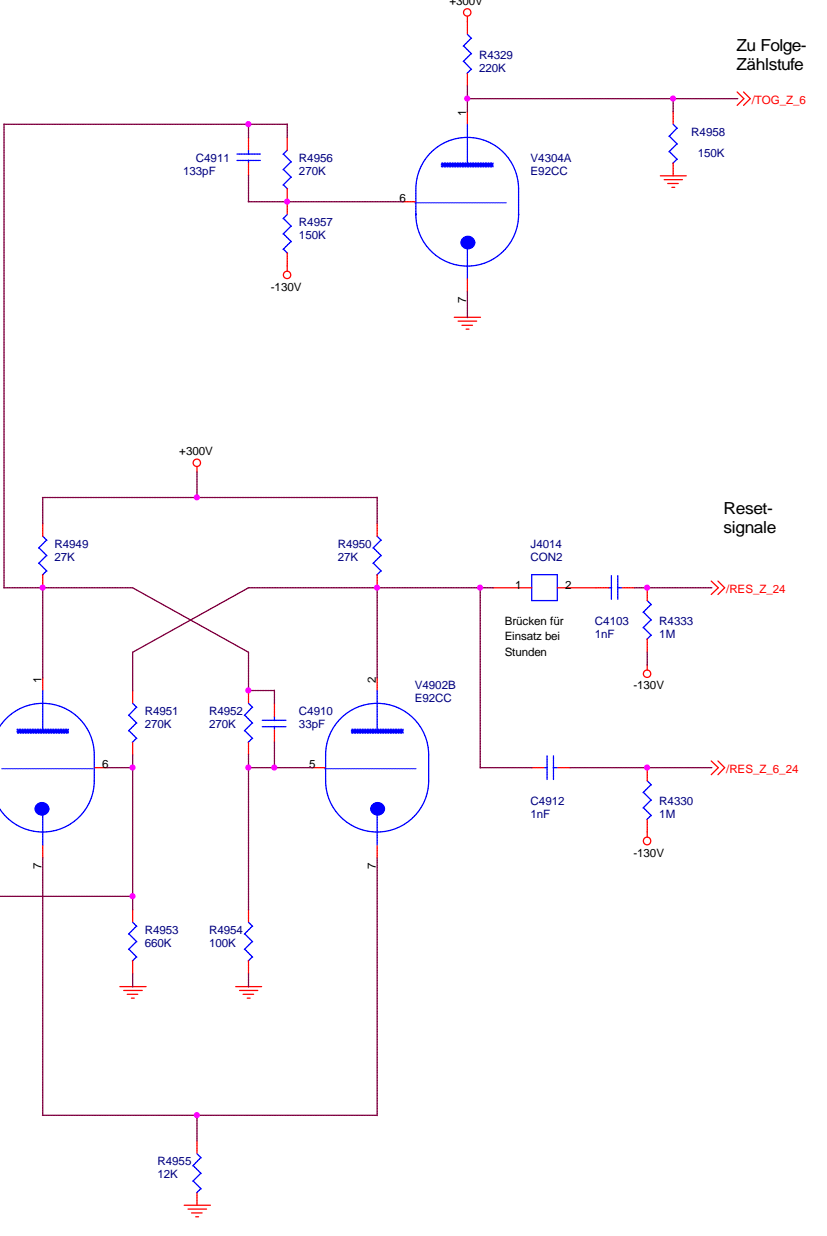 +300V
R4329
220K
Zu Folge-
Zählstufe
/TOG_Z_6
1
C4911
133pF
R4956
270K
V4304A
E92CC
R4958
150K
6
R4957
150K
-130V
7
+300V
R4949
27K
R4950
27K
J4014
CON2
Reset-
signale
1
2
/RES_Z_24
Brücken für
Einsatz bei
Stunden
C4103
1nF
R4333
1M
-130V
1
2
V4902B
E92CC
R4951
270K
R4952
270K
C4910
33pF
6
5
/RES_Z_6_24
C4912
1nF
R4330
1M
-130V
7
7
R4953
660K
R4954
100K
R4955
12K